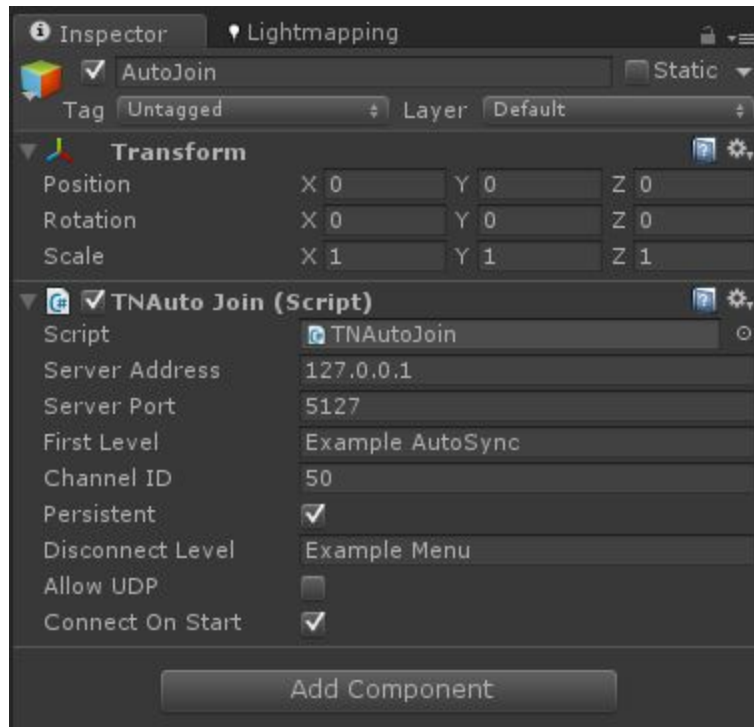 Inspector Lightmapping
AutoJoin Static
Tag Untagged Layer Default
Transform
Position X 0 Y 0 Z 0
Rotation X 0 Y 0 Z 0
Scale X 1 Y 1 Z 1
TNAuto Join (Script)
Script TNAutoJoin
Server Address 127.0.0.1
Server Port 5127
First Level Example AutoSync
Channel ID 50
Persistent
Disconnect Level Example Menu
Allow UDP
Connect On Start
Add Component